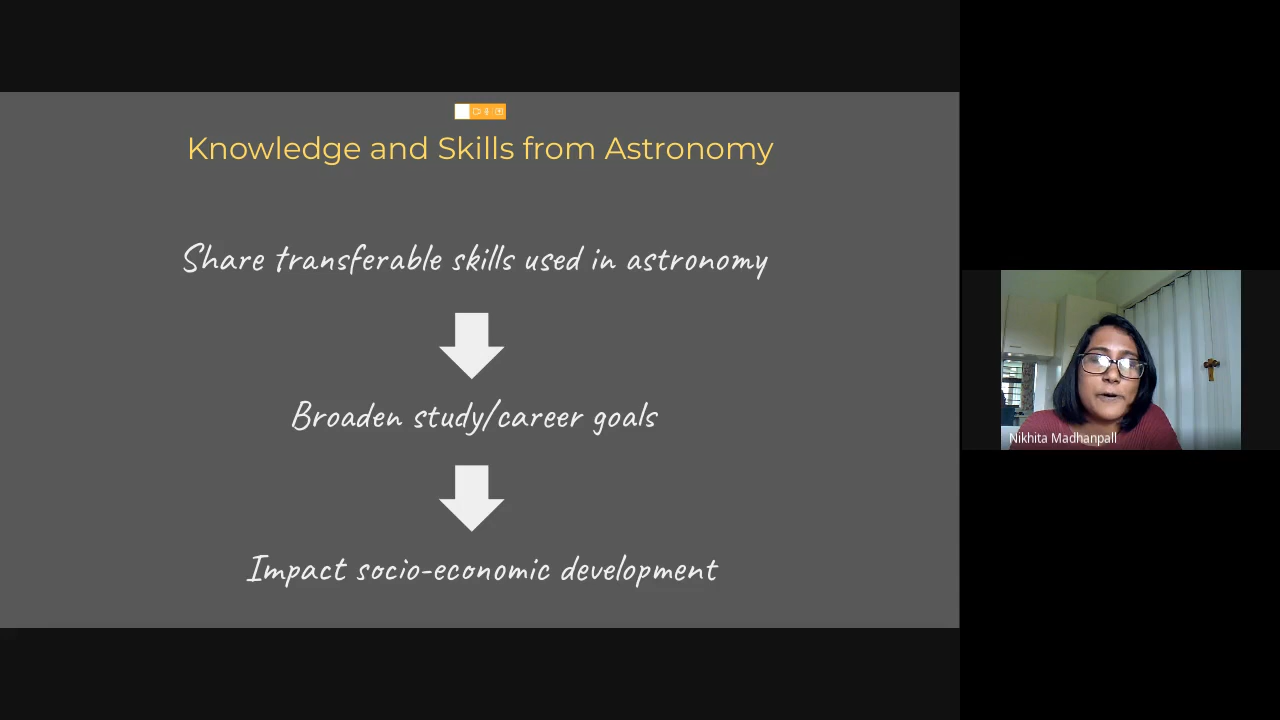 Knowledge and Skills from Astronomy
Share transferable skills used in astronomy
Broaden study/career goals
Impact socio-economic development
Nikhita Madhanpall